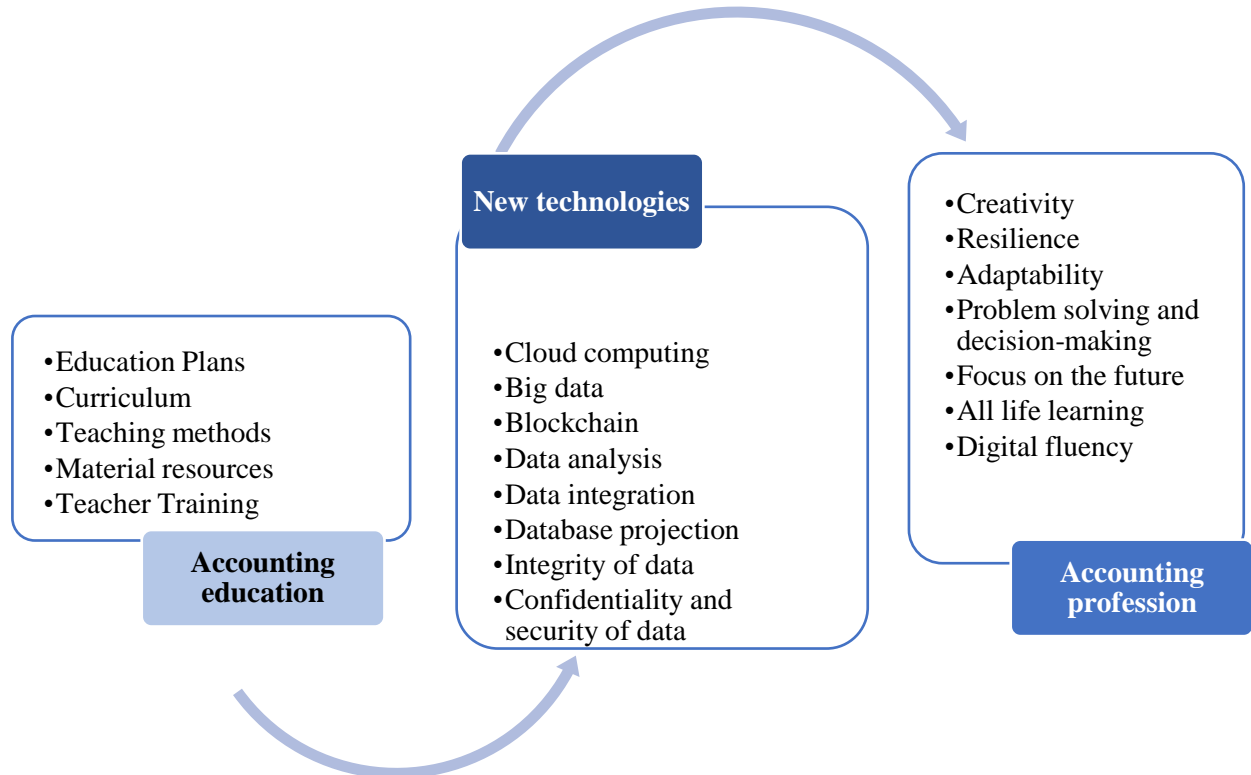 •Education Plans
•Curriculum
•Teaching methods
•Material resources
•Teacher Training
Accounting
education
New technologies
•Cloud computing
•Big data
•Blockchain
•Data analysis
•Data integration
•Database projection
•Integrity of data
•Confidentiality and
security of data
•Creativity
•Resilience
•Adaptability
•Problem solving and
decision-making
•Focus on the future
•All life learning
•Digital fluency
Accounting
profession